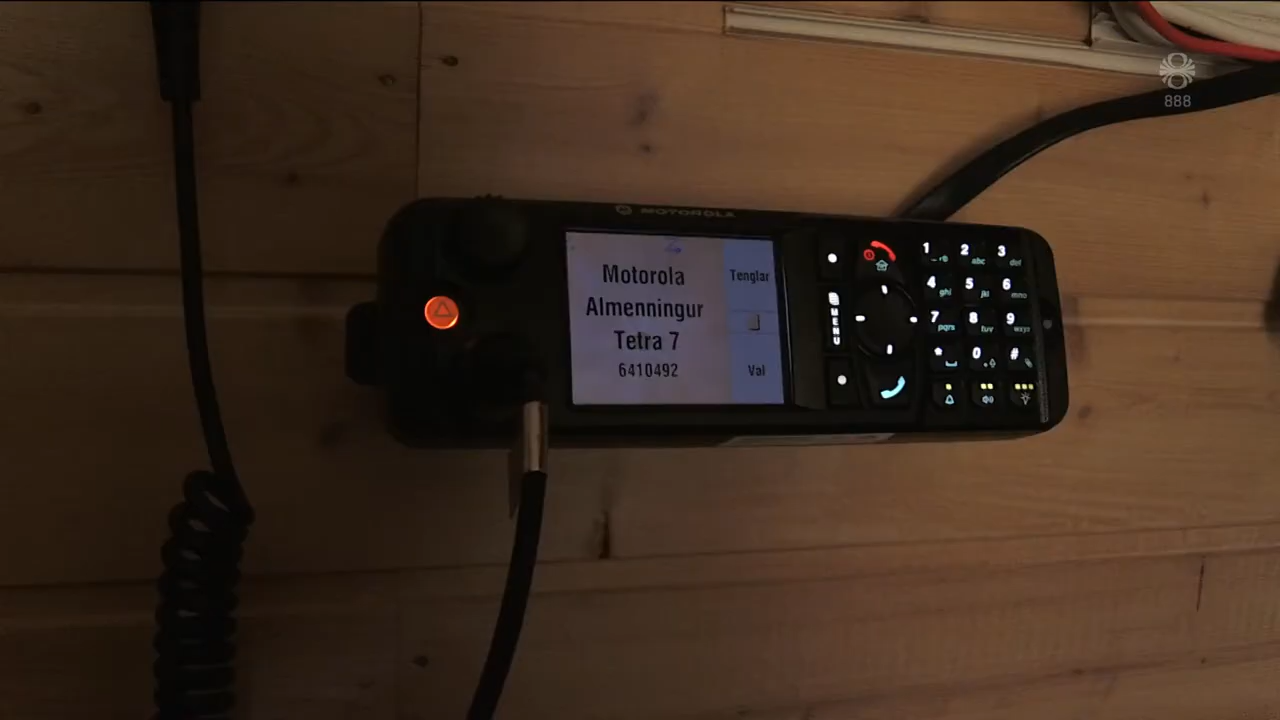 888
MOTOROLA
Motorola
Almenningur
Tetra 7
6410492
Tenglar
Val
MENU
1
2 abc
3 def
4 ghi
5 jkl
6 mno
7 pqrs
8 tuv
9 wxyz
*
0
#